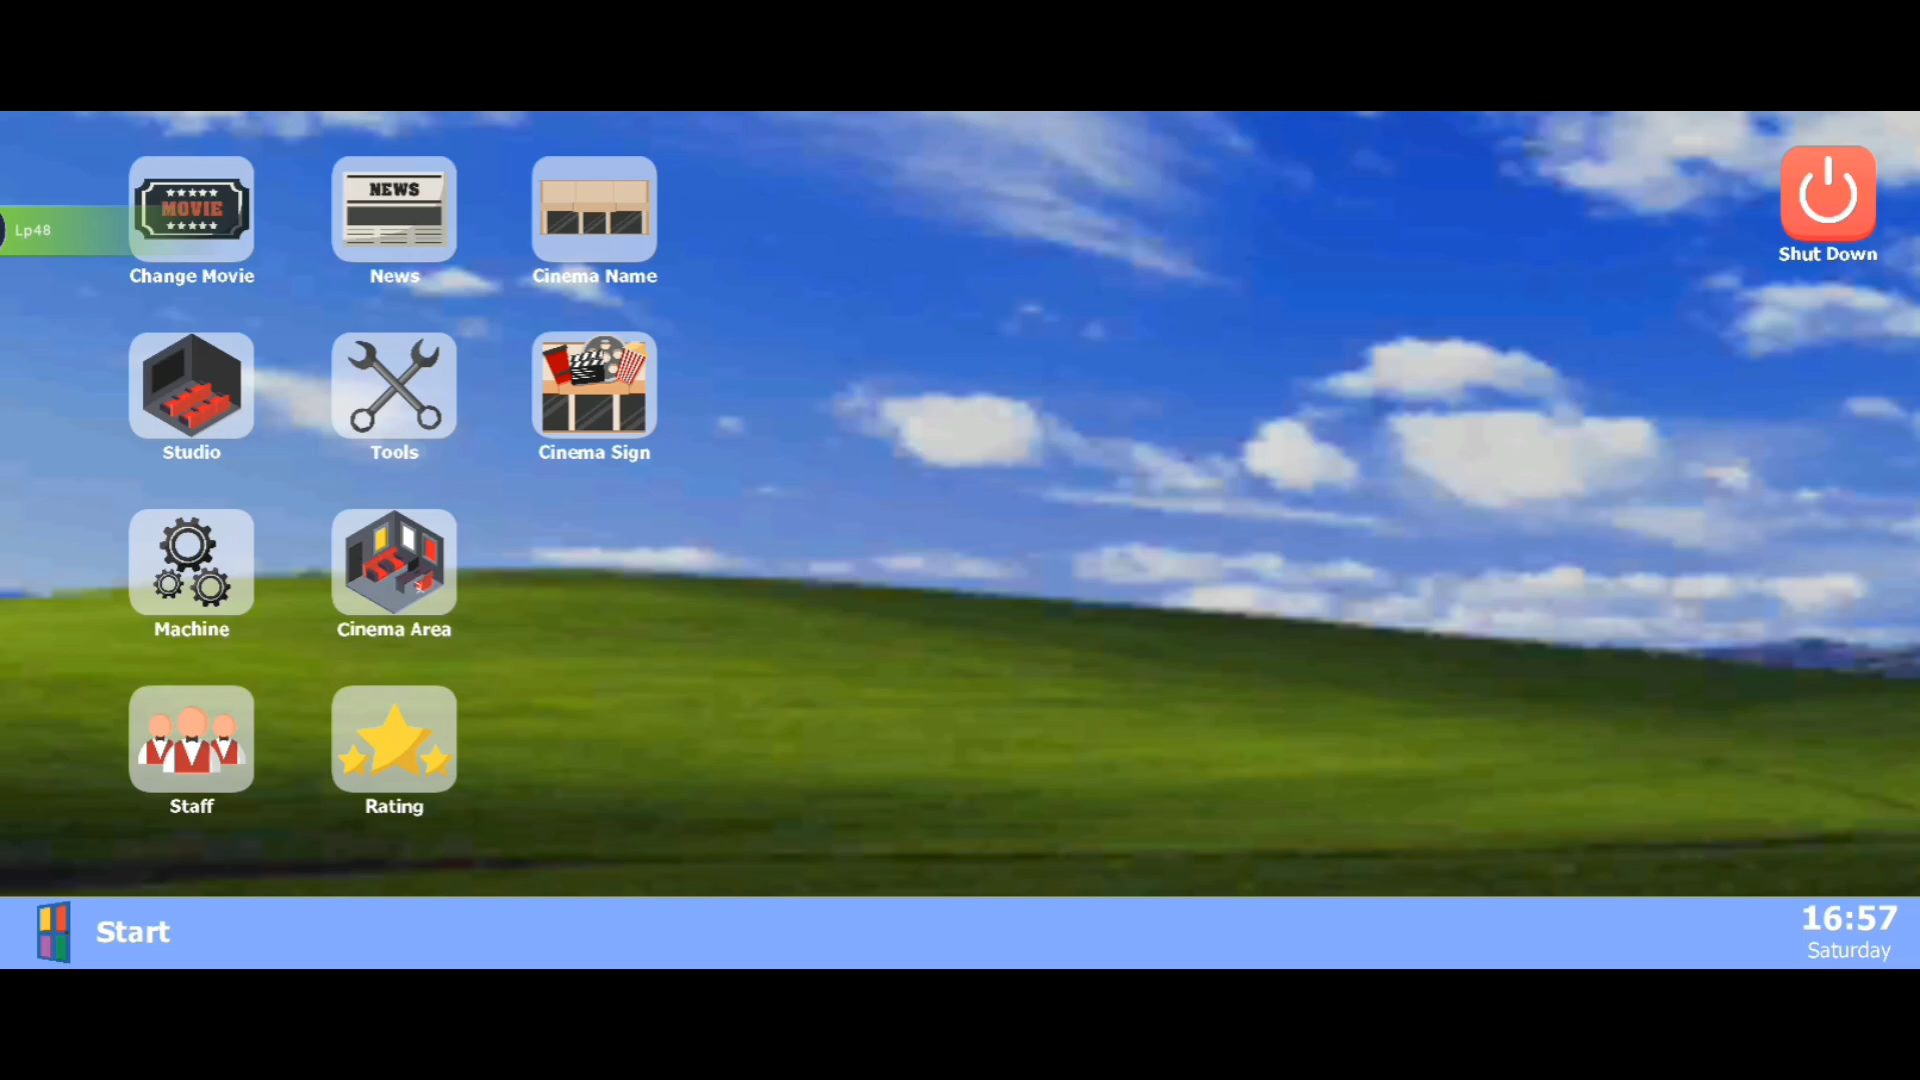 MOVIE
NEWS
Lp48
Change Movie
News
Cinema Name
Shut Down
Studio
Tools
Cinema Sign
Machine
Cinema Area
Staff
Rating
Start
16:57
Saturday